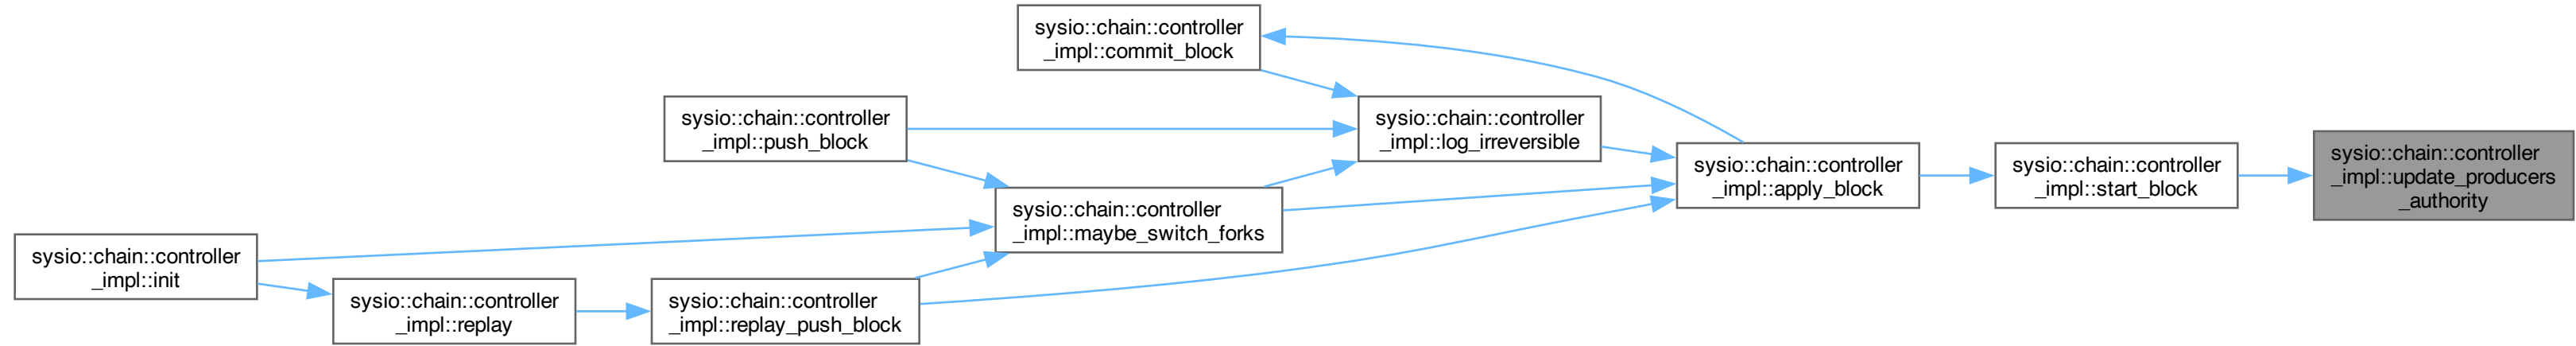 sysio::chain::controller
_impl::commit_block
sysio::chain::controller
_impl::push_block
sysio::chain::controller
_impl::log_irreversible
sysio::chain::controller
_impl::apply_block
sysio::chain::controller
_impl::start_block
sysio::chain::controller
_impl::update_producers
_authority
sysio::chain::controller
_impl::maybe_switch_forks
sysio::chain::controller
_impl::init
sysio::chain::controller
_impl::replay
sysio::chain::controller
_impl::replay_push_block